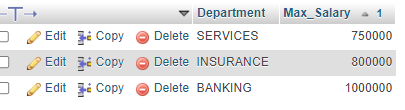 Department Max_Salary 1
Edit Copy Delete SERVICES 750000
Edit Copy Delete INSURANCE 800000
Edit Copy Delete BANKING 1000000